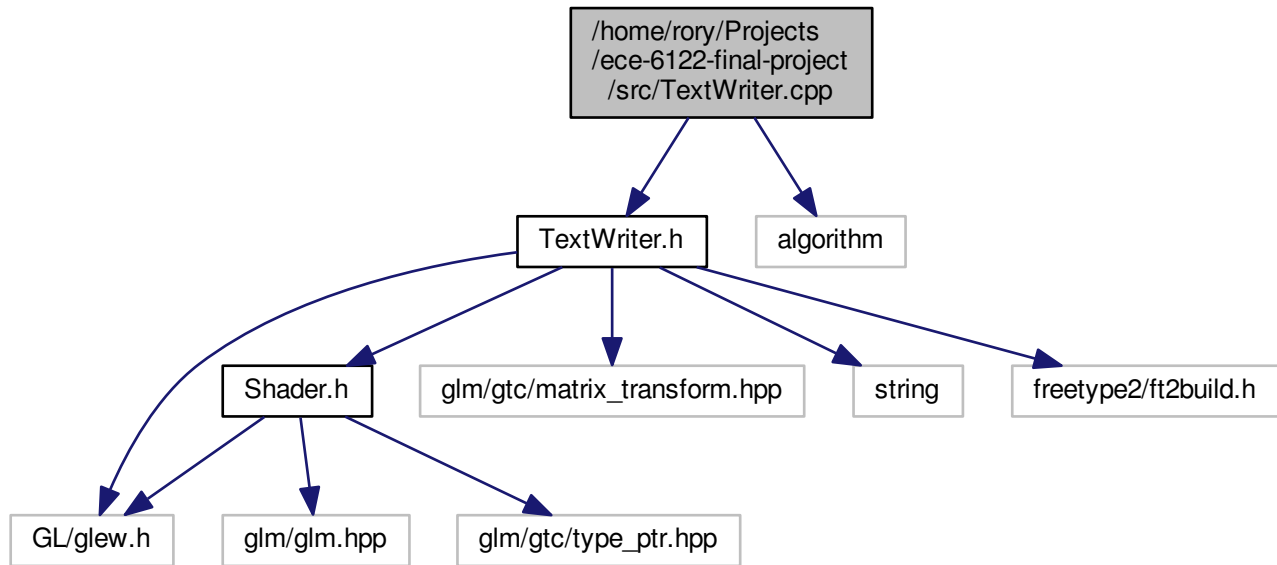 /home/rory/Projects
/ece-6122-final-project
/src/TextWriter.cpp
TextWriter.h
algorithm
Shader.h
glm/gtc/matrix_transform.hpp
string
freetype2/ft2build.h
GL/glew.h
glm/glm.hpp
glm/gtc/type_ptr.hpp